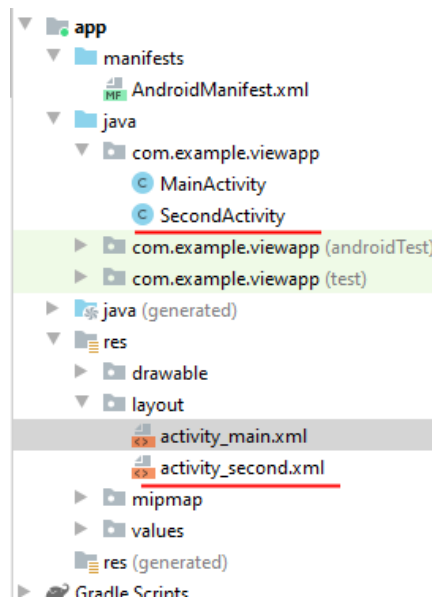 app
manifests
MF AndroidManifest.xml
java
com.example.viewapp
C MainActivity
C SecondActivity
com.example.viewapp (androidTest)
com.example.viewapp (test)
java (generated)
res
drawable
layout
<> activity_main.xml
<> activity_second.xml
mipmap
values
res (generated)
Gradle Scripts